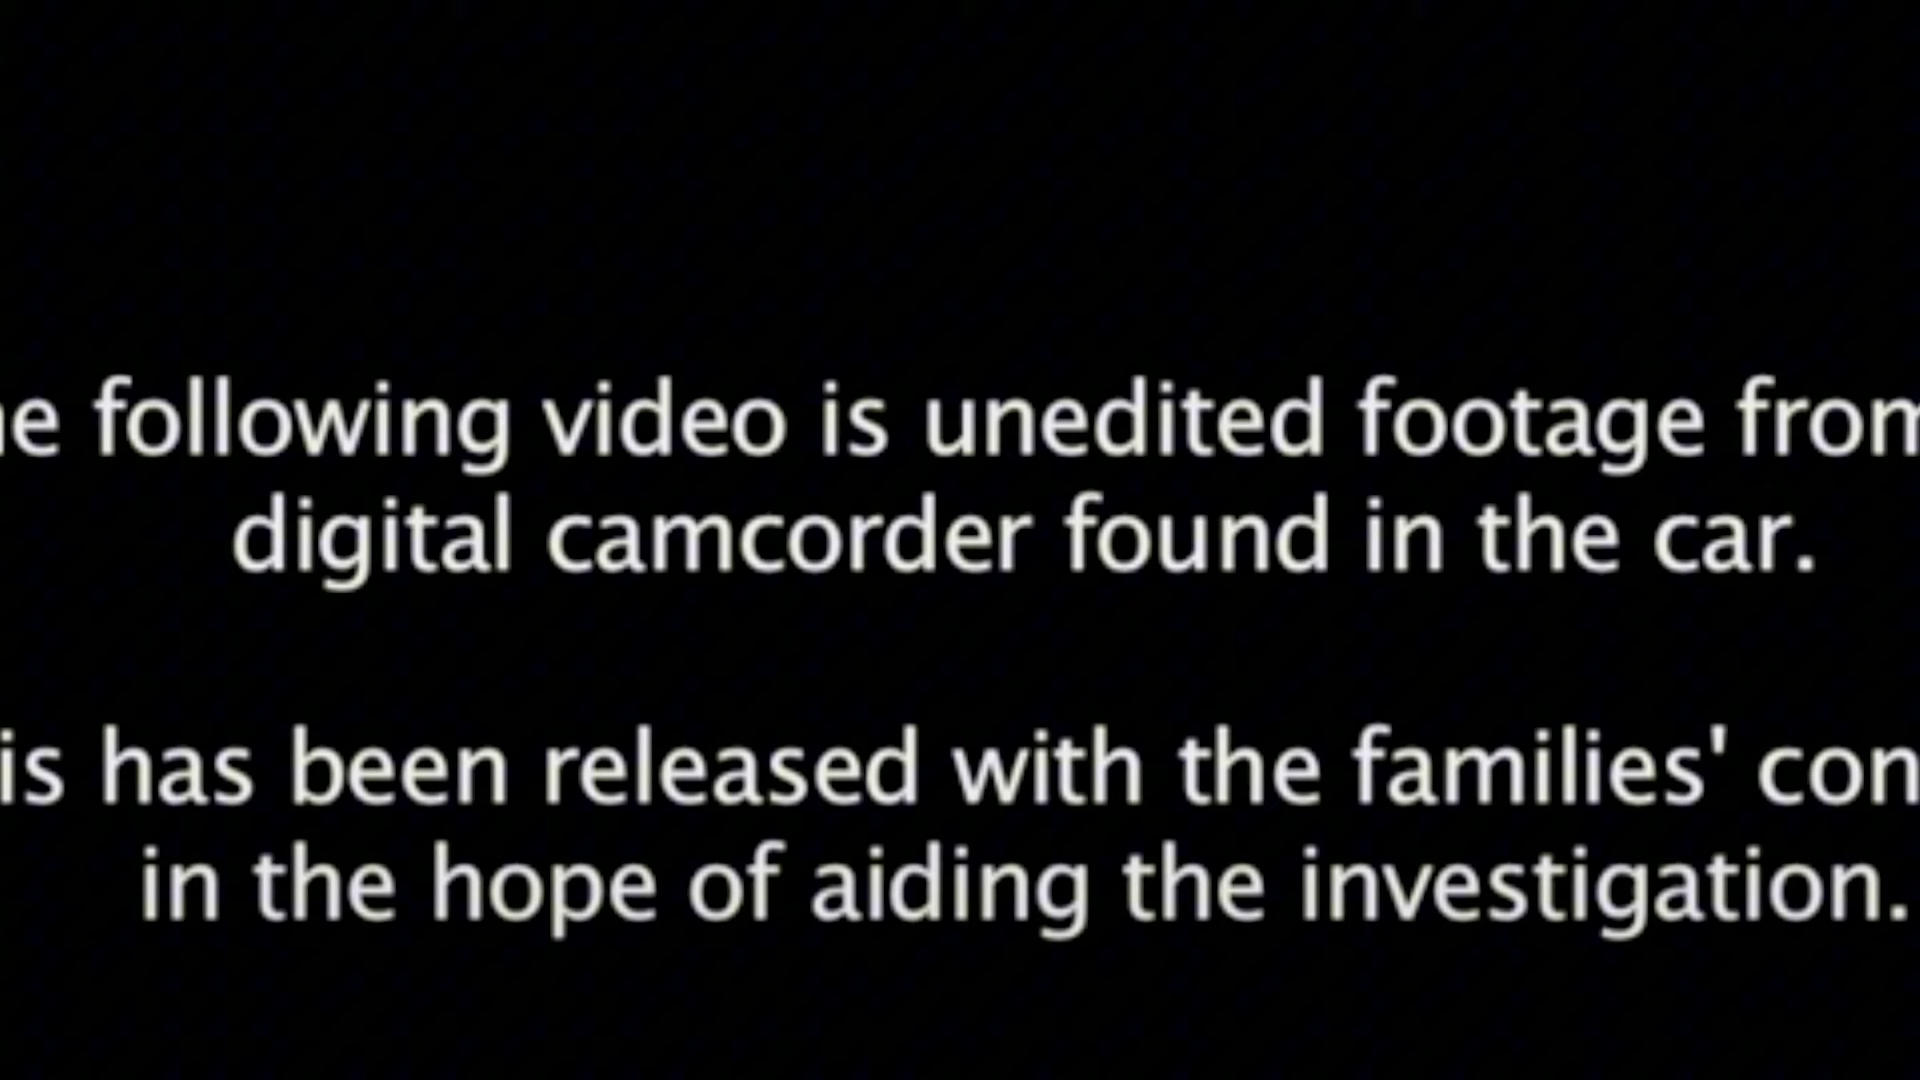 he following video is unedited footage from
digital camcorder found in the car.
is has been released with the families' con
in the hope of aiding the investigation.